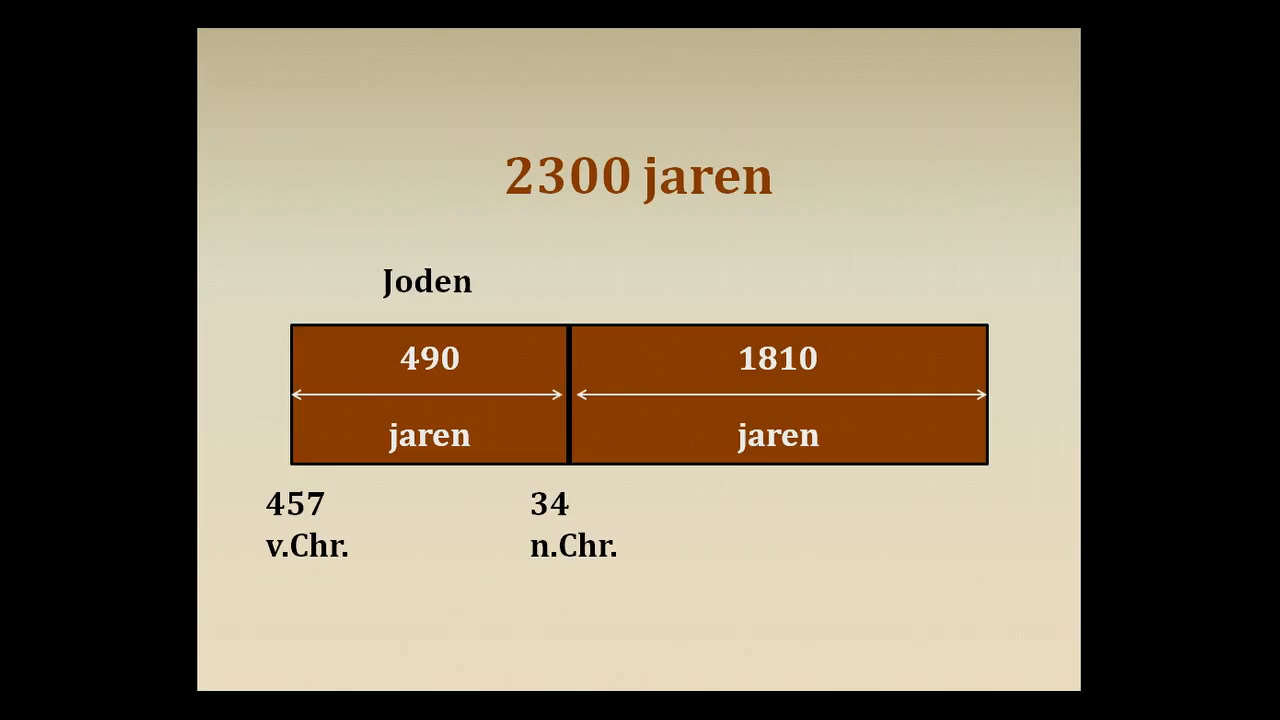 2300 jaren
Joden
490
1810
jaren
jaren
457
v.Chr.
34
n.Chr.